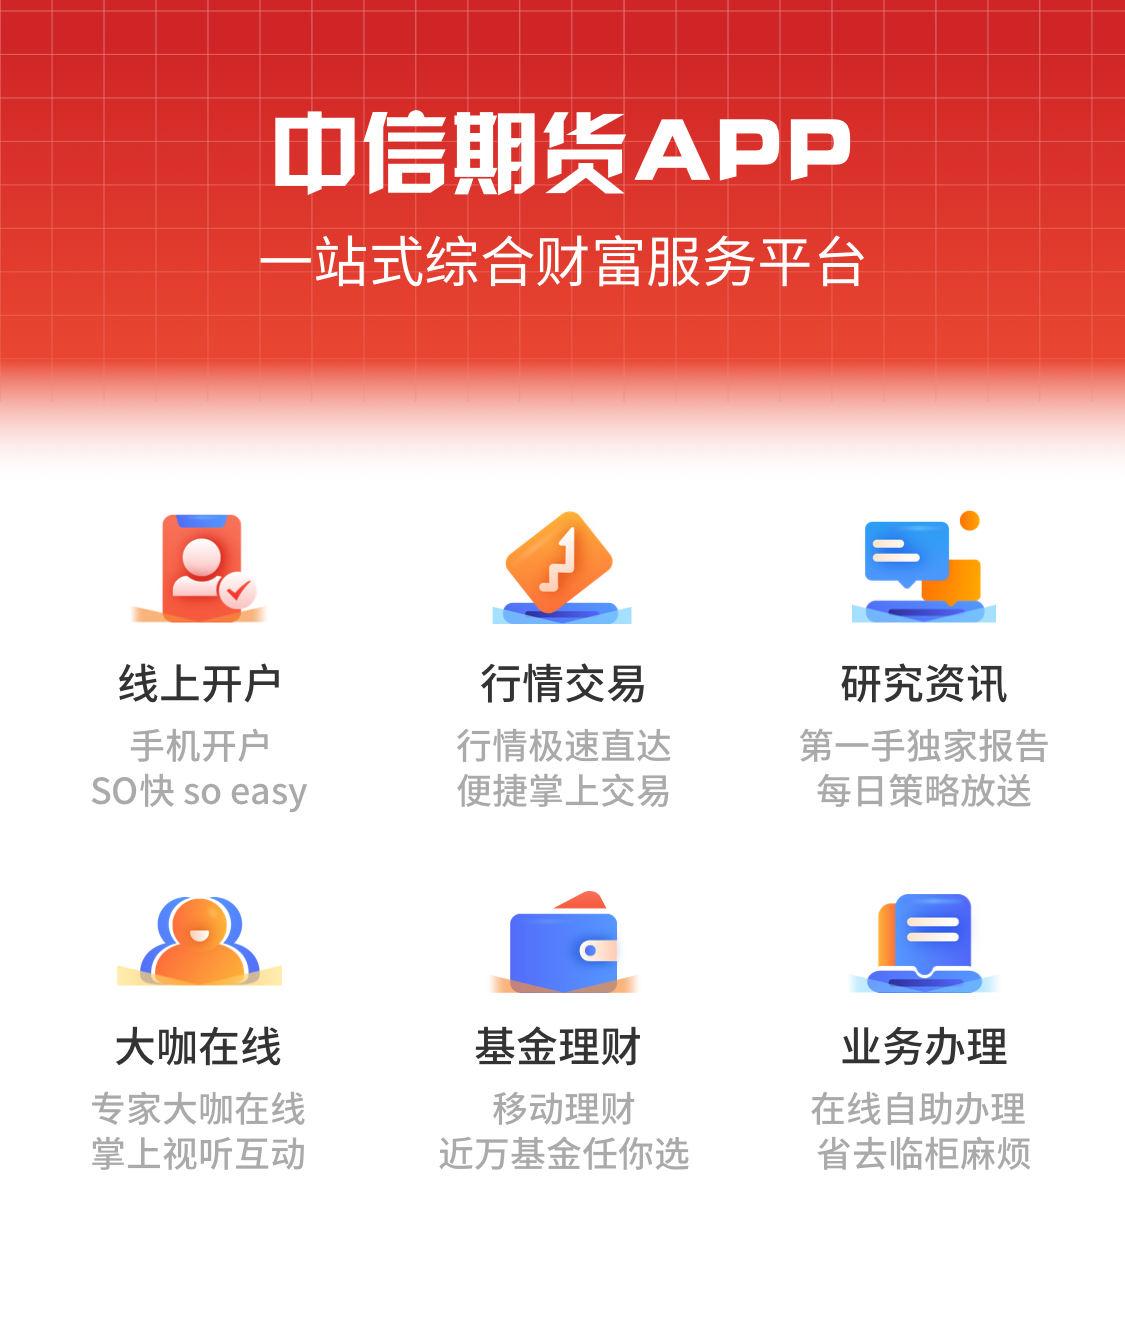 中信期货APP
一站式综合财富服务平台
线上开户
手机开户
SO快 so easy
行情交易
行情极速直达
便捷掌上交易
研究资讯
第一手独家报告
每日策略放送
大咖在线
专家大咖在线
掌上视听互动
基金理财
移动理财
近万基金任你选
业务办理
在线自助办理
省去临柜麻烦